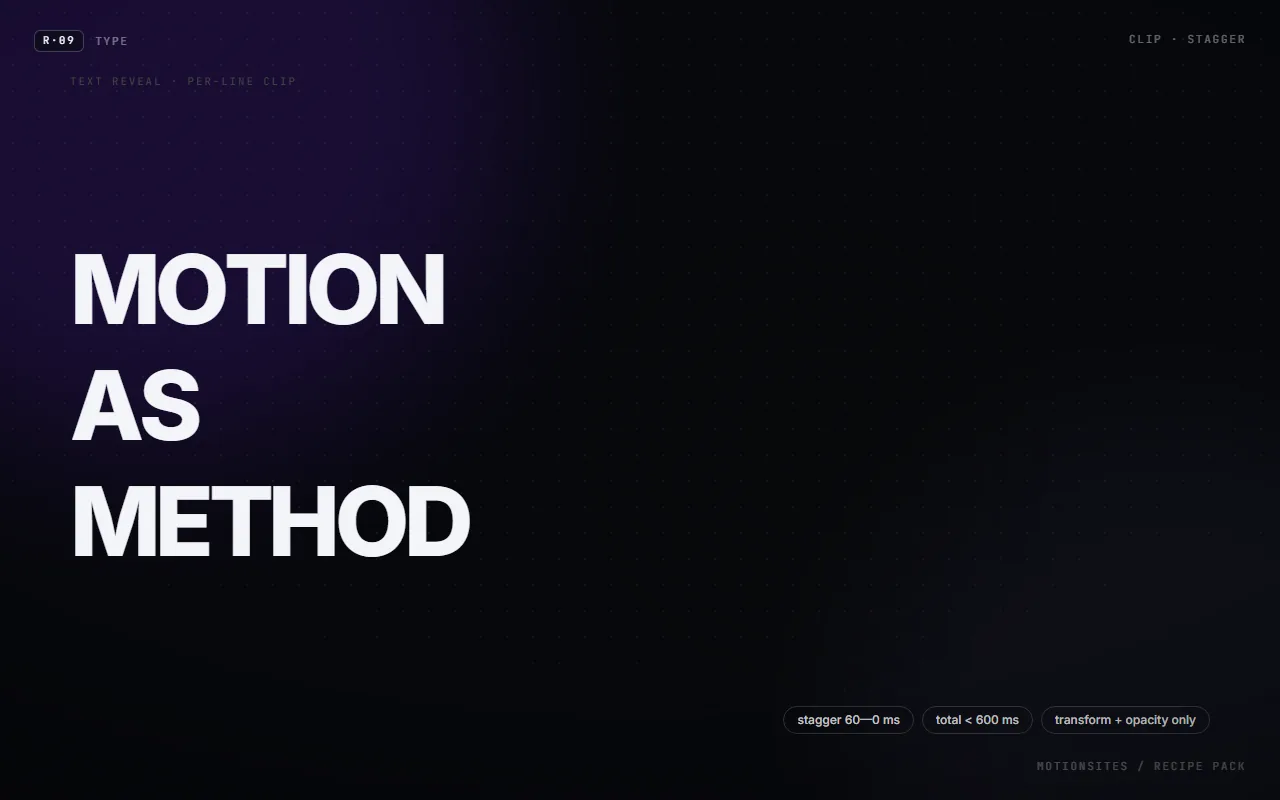 R·09 TYPE
CLIP · STAGGER
TEXT REVEAL · PER-LINE CLIP
MOTION
AS
METHOD
stagger 60—0 ms
total < 600 ms
transform + opacity only
MOTIONSITES / RECIPE PACK